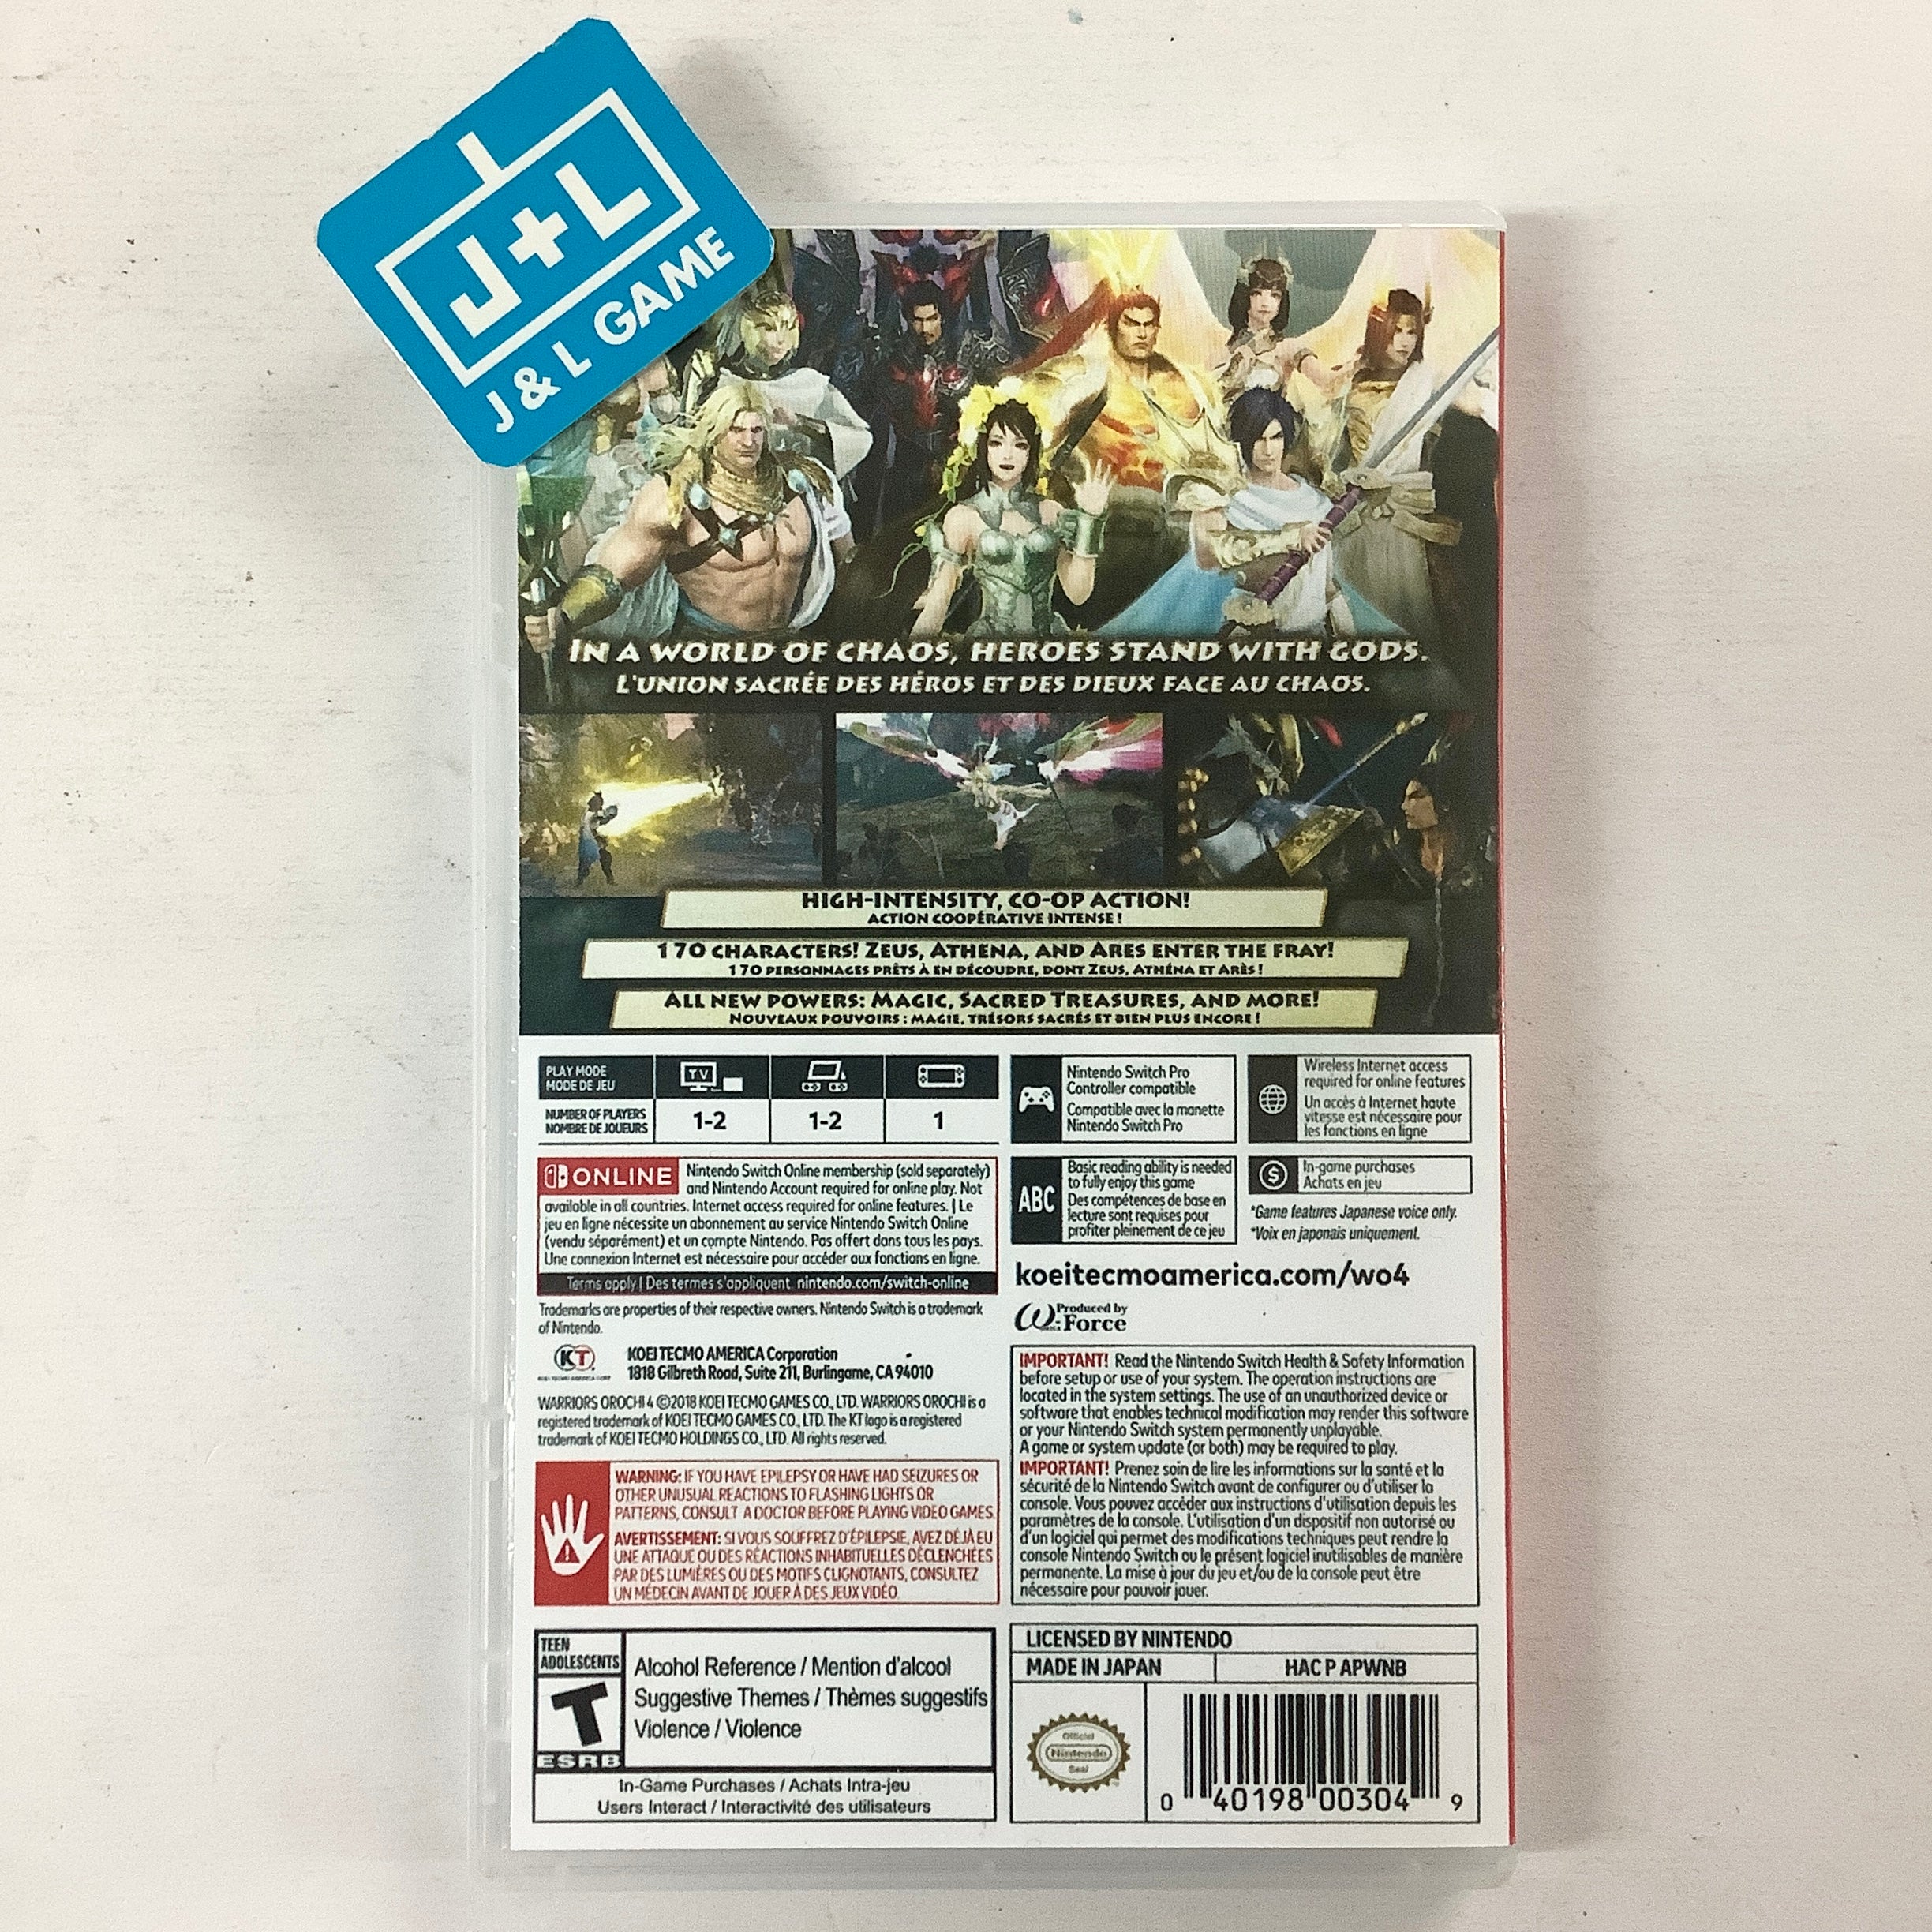 J+L
J & L GAME
IN A WORLD OF CHAOS, HEROES STAND WITH GODS.
L'UNION SACRÉE DES HÉROS ET DES DIEUX FACE AU CHAOS.
HIGH-INTENSITY, CO-OP ACTION!
ACTION COOPÉRATIVE INTENSE !
170 CHARACTERS! ZEUS, ATHENA, AND ARES ENTER THE FRAY!
170 PERSONNAGES PRÊTS À EN DÉCOUDRE, DONT ZEUS, ATHÉNA ET ARÈS !
ALL NEW POWERS: MAGIC, SACRED TREASURES, AND MORE!
NOUVEAUX POUVOIRS : MAGIE, TRÉSORS SACRÉS ET BIEN PLUS ENCORE !
PLAY MODE
MODE DE JEU
TV
NUMBER OF PLAYERS
NOMBRE DE JOUEURS
1-2
1-2
1
Nintendo Switch Pro
Controller compatible
Compatible avec la manette
Nintendo Switch Pro
Wireless Internet access
required for online features
Un accès à Internet haute
vitesse est nécessaire pour
les fonctions en ligne
ONLINE
Nintendo Switch Online membership (sold separately)
and Nintendo Account required for online play. Not
available in all countries. Internet access required for online features. | Le
jeu en ligne nécessite un abonnement au service Nintendo Switch Online
(vendu séparément) et un compte Nintendo. Pas offert dans tous les pays.
Une connexion Internet est nécessaire pour accéder aux fonctions en ligne.
Terms apply | Des termes s'appliquent. nintendo.com/switch-online
ABC
Basic reading ability is needed
to fully enjoy this game
Des compétences de base en
lecture sont requises pour
profiter pleinement de ce jeu
$
In-game purchases
Achats en jeu
*Game features Japanese voice only.
*Voix en japonais uniquement.
Trademarks are properties of their respective owners. Nintendo Switch is a trademark
of Nintendo.
koeitecmoamerica.com/wo4
Produced by
ω-Force
KT
KOEI TECMO AMERICA Corporation
1818 Gilbreth Road, Suite 211, Burlingame, CA 94010
WARRIORS OROCHI 4 ©2018 KOEI TECMO GAMES CO., LTD. WARRIORS OROCHI is a
registered trademark of KOEI TECMO GAMES CO., LTD. The KT logo is a registered
trademark of KOEI TECMO HOLDINGS CO., LTD. All rights reserved.
IMPORTANT! Read the Nintendo Switch Health & Safety Information
before setup or use of your system. The operation instructions are
located in the system settings. The use of an unauthorized device or
software that enables technical modification may render this software
or your Nintendo Switch system permanently unplayable.
A game or system update (or both) may be required to play.
IMPORTANT! Prenez soin de lire les informations sur la santé et la
sécurité de la Nintendo Switch avant de configurer ou d'utiliser la
console. Vous pouvez accéder aux instructions d'utilisation depuis les
paramètres de la console. L'utilisation d'un dispositif non autorisé ou
d'un logiciel qui permet des modifications techniques peut rendre la
console Nintendo Switch ou le présent logiciel inutilisables de manière
permanente. La mise à jour du jeu et/ou de la console peut être
nécessaire pour pouvoir jouer.
WARNING: IF YOU HAVE EPILEPSY OR HAVE HAD SEIZURES OR
OTHER UNUSUAL REACTIONS TO FLASHING LIGHTS OR
PATTERNS, CONSULT A DOCTOR BEFORE PLAYING VIDEO GAMES.
AVERTISSEMENT: SI VOUS SOUFFREZ D'ÉPILEPSIE, AVEZ DÉJÀ EU
UNE ATTAQUE OU DES RÉACTIONS INHABITUELLES DÉCLENCHÉES
PAR DES LUMIÈRES OU DES MOTIFS CLIGNOTANTS, CONSULTEZ
UN MÉDECIN AVANT DE JOUER À DES JEUX VIDÉO.
TEEN
ADOLESCENTS
T
ESRB
Alcohol Reference / Mention d'alcool
Suggestive Themes / Thèmes suggestifs
Violence / Violence
In-Game Purchases / Achats Intra-jeu
Users Interact / Interactivité des utilisateurs
LICENSED BY NINTENDO
MADE IN JAPAN
HAC P APWNB
Official
Nintendo
Seal
0 40198 00304 9